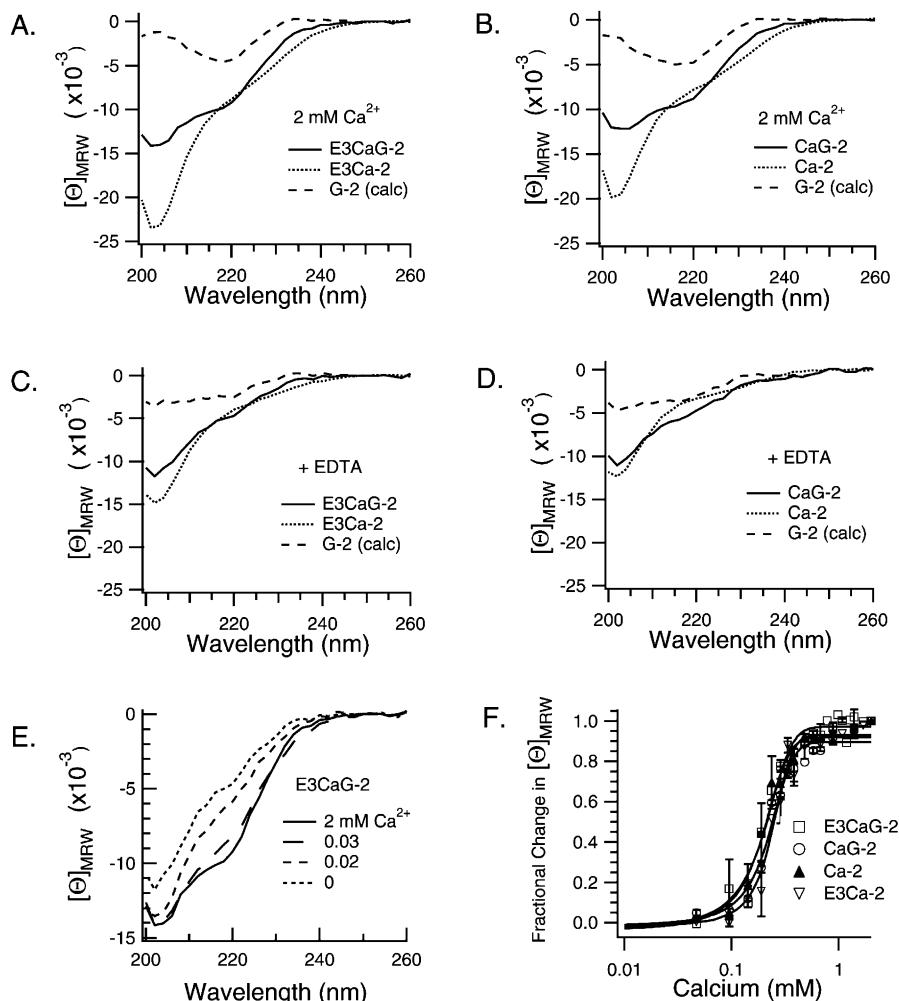 A.
[Θ]MRW ( x10⁻³)
0
-5
-10
-15
-20
-25
2 mM Ca²⁺
E3CaG-2
E3Ca-2
G-2 (calc)
200 220 240 260
Wavelength (nm)
B.
[Θ]MRW (x10⁻³)
0
-5
-10
-15
-20
-25
2 mM Ca²⁺
CaG-2
Ca-2
G-2 (calc)
200 220 240 260
Wavelength (nm)
C.
[Θ]MRW ( x10⁻³)
0
-5
-10
-15
-20
-25
+ EDTA
E3CaG-2
E3Ca-2
G-2 (calc)
200 220 240 260
Wavelength (nm)
D.
[Θ]MRW ( x10⁻³)
0
-5
-10
-15
-20
-25
+ EDTA
CaG-2
Ca-2
G-2 (calc)
200 220 240 260
Wavelength (nm)
E.
[Θ]MRW (x10⁻³)
0
-5
-10
-15
E3CaG-2
2 mM Ca²⁺
0.03
0.02
0
200 220 240 260
Wavelength (nm)
F.
Fractional Change in [Θ]MRW
1.0
0.8
0.6
0.4
0.2
0.0
E3CaG-2
CaG-2
Ca-2
E3Ca-2
0.01 0.1 1
Calcium (mM)